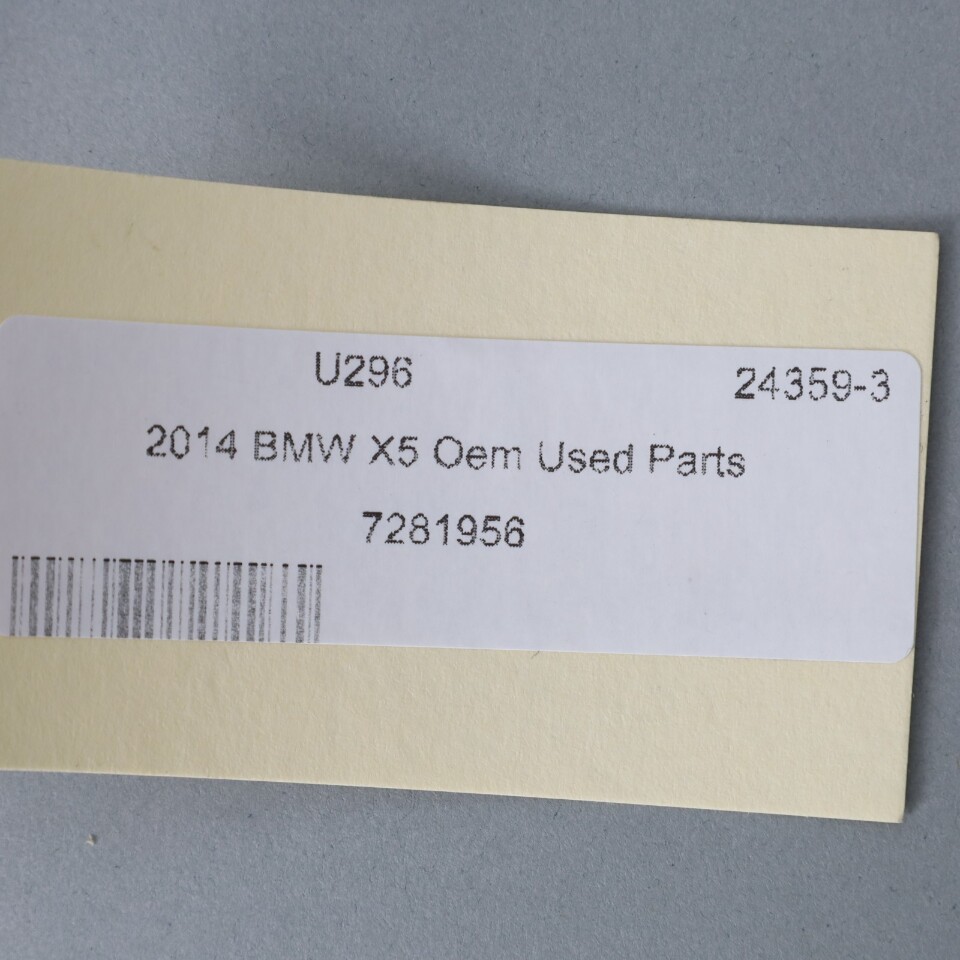 U296 24359-3
2014 BMW X5 Oem Used Parts
7281956